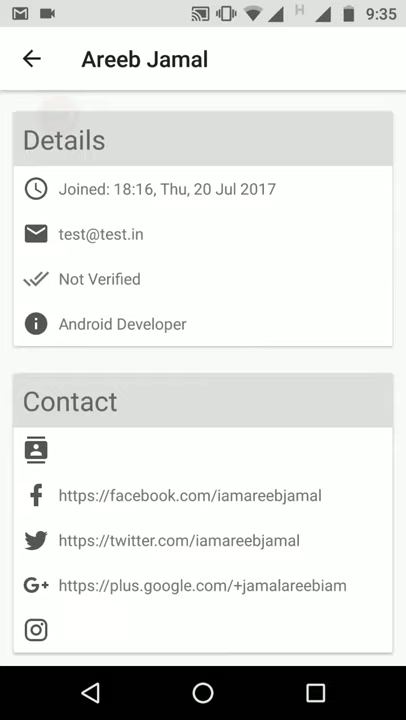 H 9:35
Areeb Jamal
Details
Joined: 18:16, Thu, 20 Jul 2017
test@test.in
Not Verified
Android Developer
Contact
https://facebook.com/iamareebjamal
https://twitter.com/iamareebjamal
G+ https://plus.google.com/+jamalareebiam